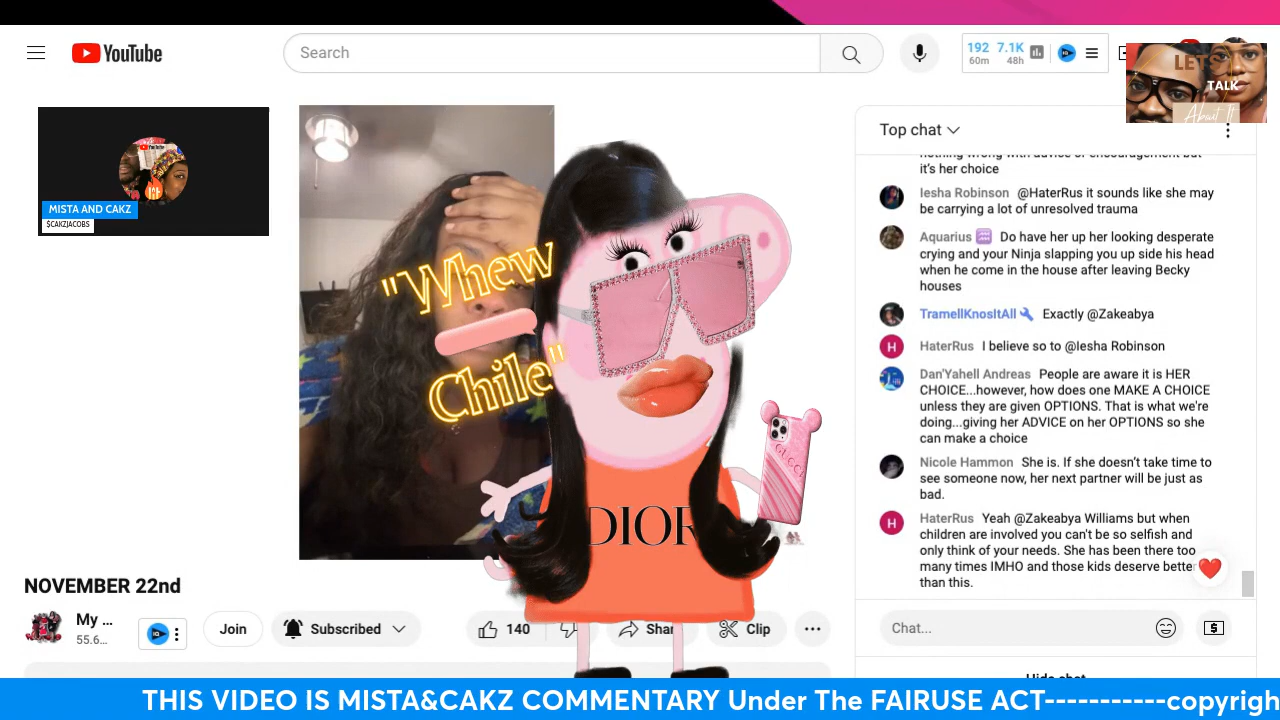 YouTube
Search
192 7.1K
60m 48h
LETS
TALK
About It
Top chat
MISTA AND CAKZ
$CAKZJACOBS
"Whew
Chile"
DIOR
GUCCI
it's her choice
Iesha Robinson @HaterRus it sounds like she may
be carrying a lot of unresolved trauma
Aquarius ♒ Do have her up her looking desperate
crying and your Ninja slapping you up side his head
when he come in the house after leaving Becky
houses
TramellKnosItAll Exactly @Zakeabya
H HaterRus I believe so to @Iesha Robinson
Dan'Yahell Andreas People are aware it is HER
CHOICE...however, how does one MAKE A CHOICE
unless they are given OPTIONS. That is what we're
doing...giving her ADVICE on her OPTIONS so she
can make a choice
Nicole Hammon She is. If she doesn't take time to
see someone now, her next partner will be just as
bad.
H HaterRus Yeah @Zakeabya Williams but when
children are involved you can't be so selfish and
only think of your needs. She has been there too
many times IMHO and those kids deserve better
than this.
Chat...
NOVEMBER 22nd
My ...
55.6...
Join
Subscribed
140
Shar
Clip
THIS VIDEO IS MISTA&CAKZ COMMENTARY Under The FAIRUSE ACT-----------copyrigh